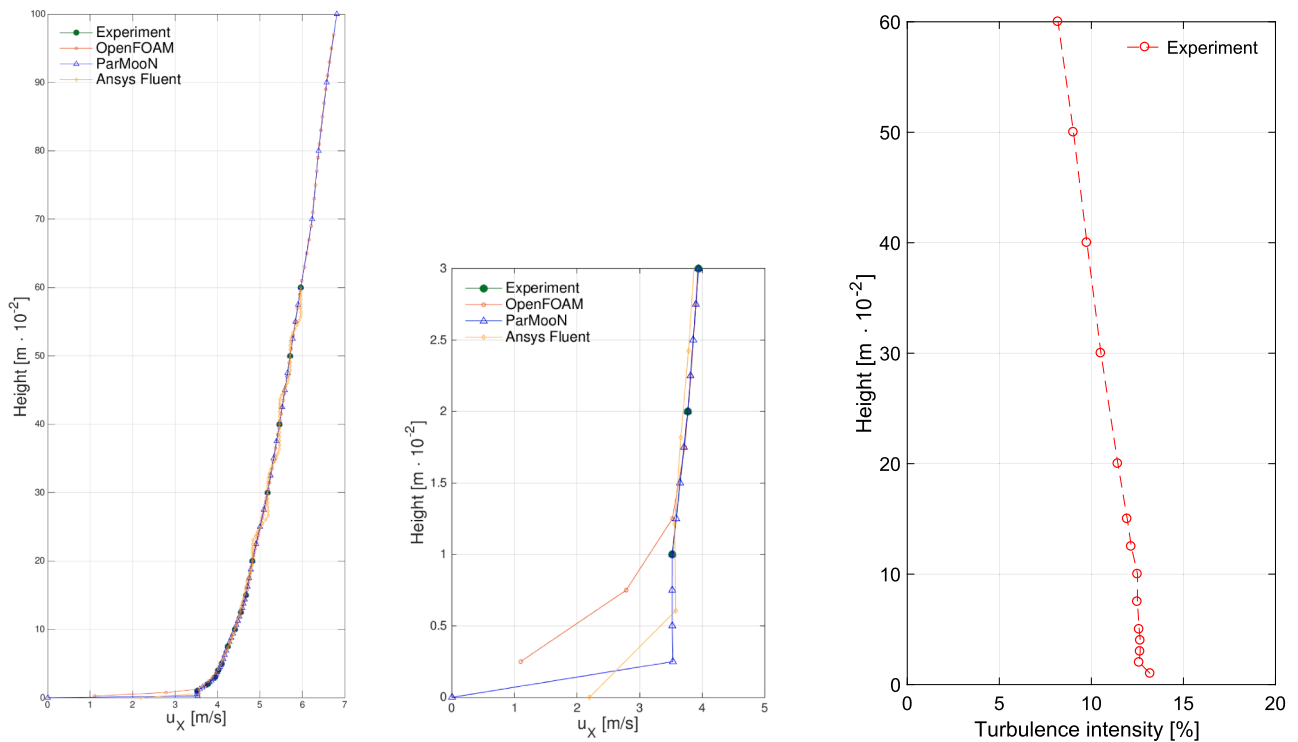 100
90
80
70
60
50
40
30
20
10
0
Height [m · 10⁻²]
Experiment
OpenFOAM
ParMooN
Ansys Fluent
0 1 2 3 4 5 6 7
u_X [m/s]
3
2.5
2
1.5
1
0.5
0
Height [m · 10⁻²]
Experiment
OpenFOAM
ParMooN
Ansys Fluent
0 1 2 3 4 5
u_X [m/s]
60
50
40
30
20
10
0
Height [m · 10⁻²]
Experiment
0 5 10 15 20
Turbulence intensity [%]